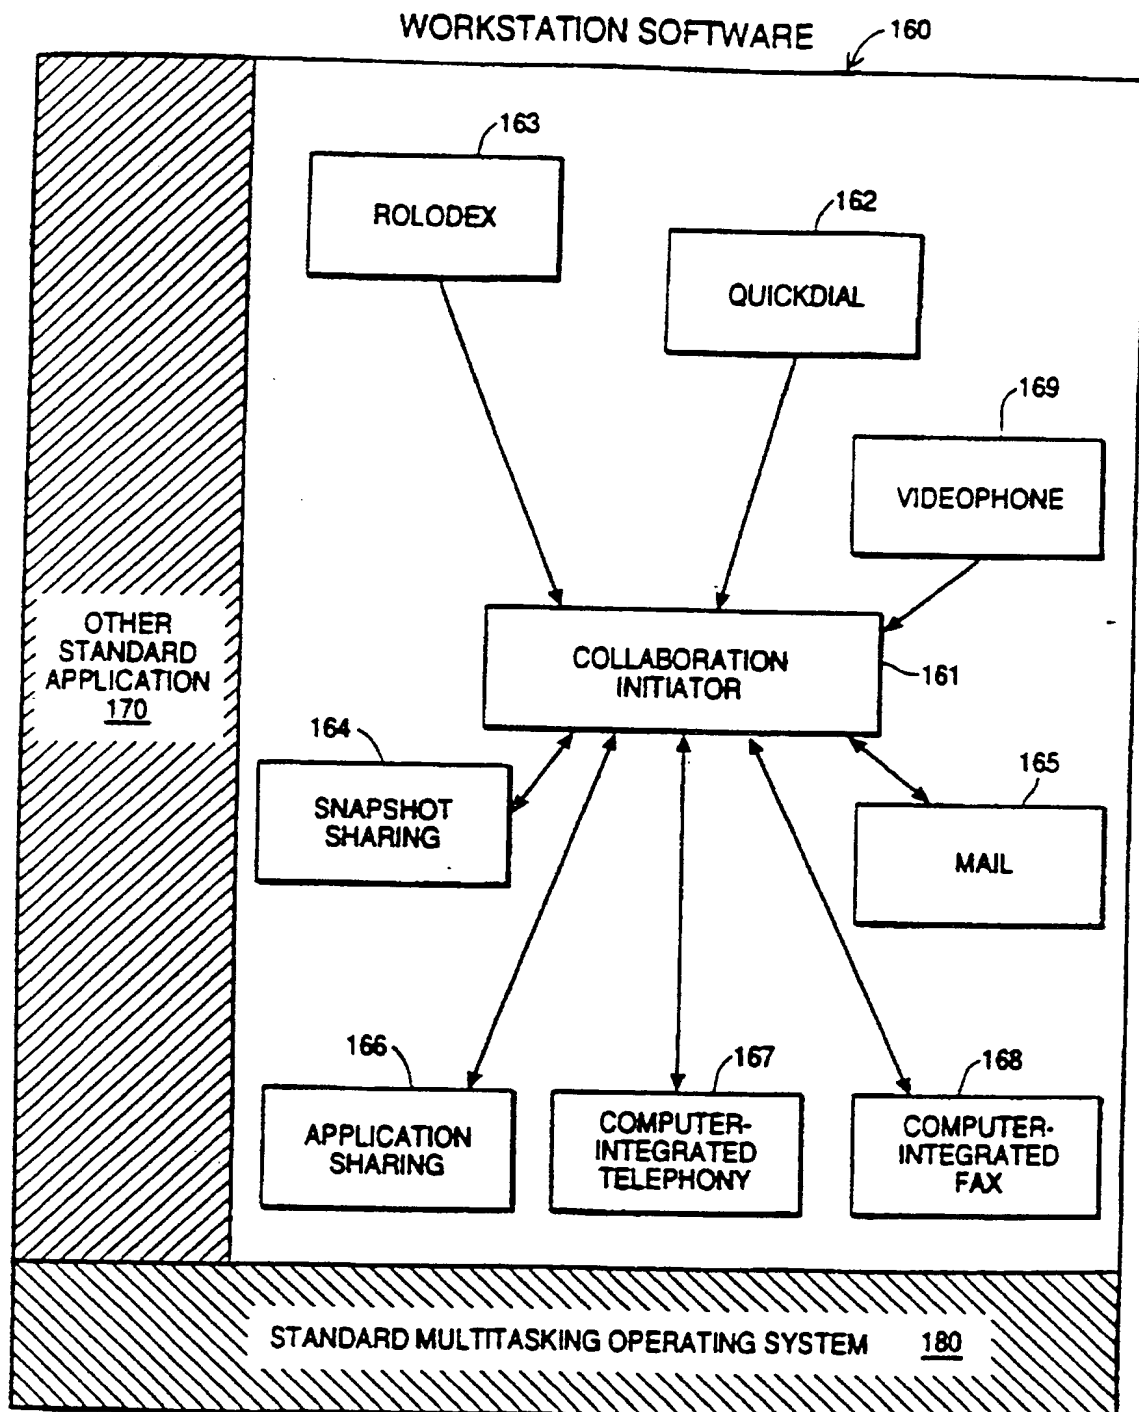 WORKSTATION SOFTWARE
160
163
ROLODEX
162
QUICKDIAL
169
VIDEOPHONE
COLLABORATION
INITIATOR
161
OTHER
STANDARD
APPLICATION
170
164
SNAPSHOT
SHARING
165
MAIL
166
APPLICATION
SHARING
167
COMPUTER-
INTEGRATED
TELEPHONY
168
COMPUTER-
INTEGRATED
FAX
STANDARD MULTITASKING OPERATING SYSTEM 180